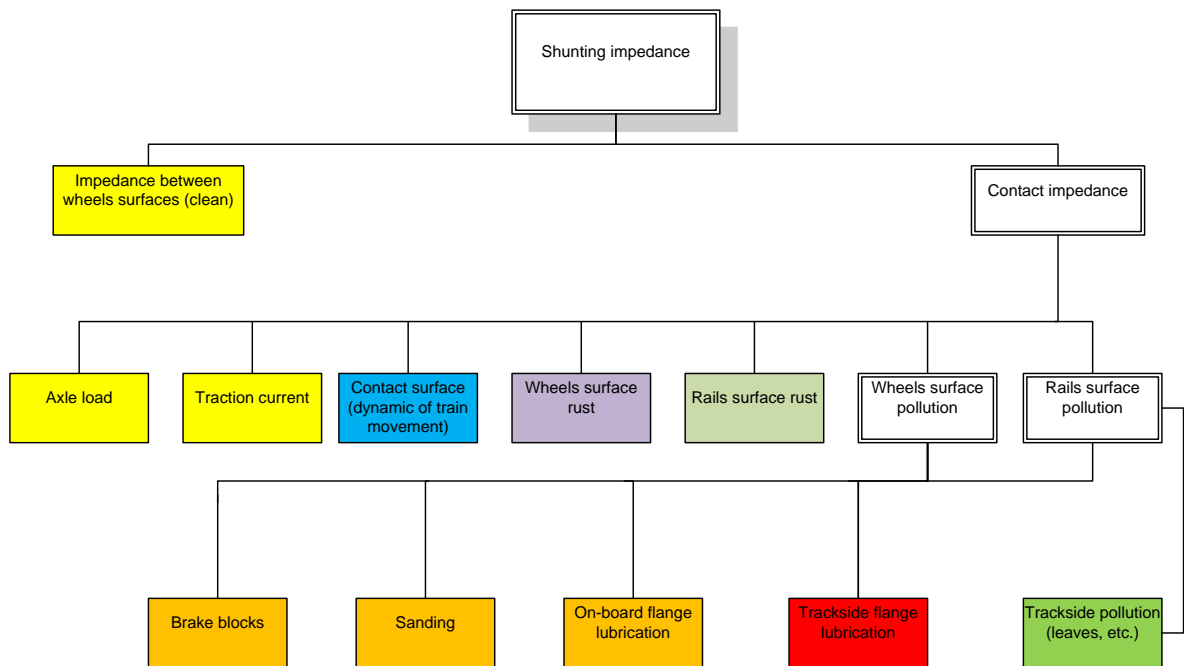 Shunting impedance
Impedance between
wheels surfaces (clean)
Contact impedance
Axle load
Traction current
Contact surface
(dynamic of train
movement)
Wheels surface
rust
Rails surface rust
Wheels surface
pollution
Rails surface
pollution
Brake blocks
Sanding
On-board flange
lubrication
Trackside flange
lubrication
Trackside pollution
(leaves, etc.)